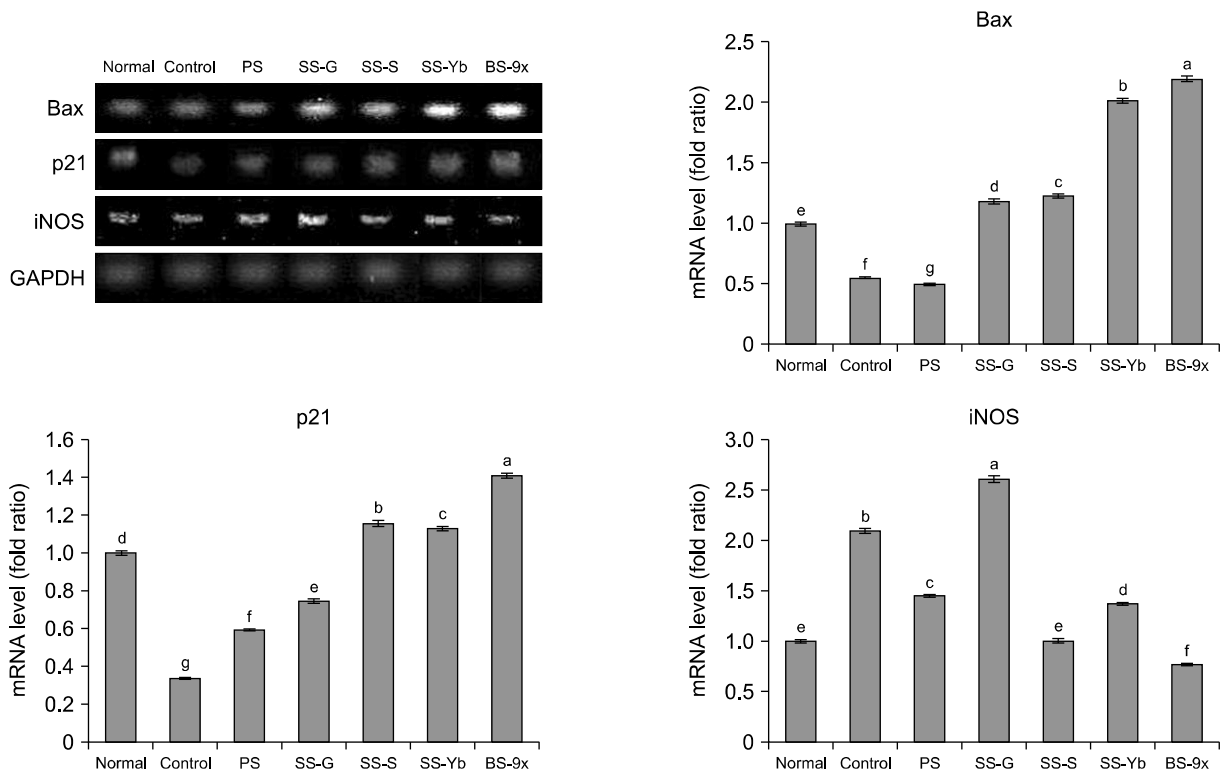 Normal Control PS SS-G SS-S SS-Yb BS-9x
Bax
p21
iNOS
GAPDH
Bax
mRNA level (fold ratio)
2.5
2.0
1.5
1.0
0.5
0
e
f
g
d
c
b
a
Normal Control PS SS-G SS-S SS-Yb BS-9x
p21
mRNA level (fold ratio)
1.6
1.4
1.2
1.0
0.8
0.6
0.4
0.2
0
d
g
f
e
b
c
a
Normal Control PS SS-G SS-S SS-Yb BS-9x
iNOS
mRNA level (fold ratio)
3.0
2.5
2.0
1.5
1.0
0.5
0
e
b
c
a
e
d
f
Normal Control PS SS-G SS-S SS-Yb BS-9x